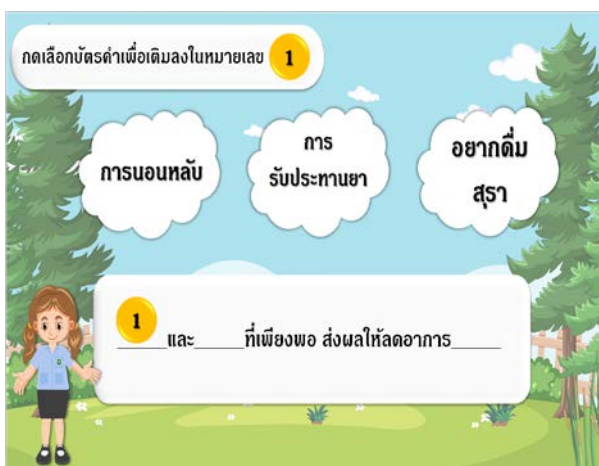 กดเลือกบัตรคำเพื่อเติมลงในหมายเลข 1
การนอนหลับ
การ
รับประทานยา
อยากดื่ม
สุรา
1
_____และ_____ที่เพียงพอ ส่งผลให้ลดอาการ_____